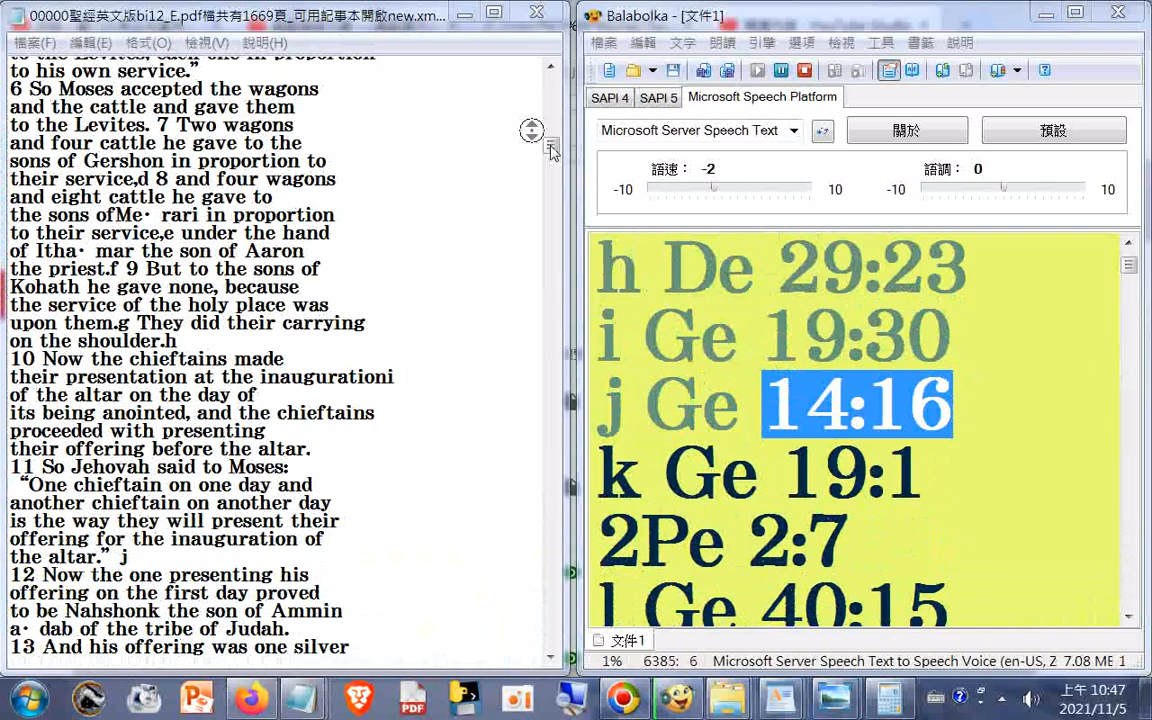 00000聖經英文版bi12_E.pdf檔共有1669頁_可用記事本開啟new.xm...
檔案(F) 編輯(E) 格式(O) 檢視(V) 說明(H)
to the Levites, each one in proportion
to his own service.”
6 So Moses accepted the wagons
and the cattle and gave them
to the Levites. 7 Two wagons
and four cattle he gave to the
sons of Gershon in proportion to
their service,d 8 and four wagons
and eight cattle he gave to
the sons ofMe· rari in proportion
to their service,e under the hand
of Itha· mar the son of Aaron
the priest.f 9 But to the sons of
Kohath he gave none, because
the service of the holy place was
upon them.g They did their carrying
on the shoulder.h
10 Now the chieftains made
their presentation at the inaugurationi
of the altar on the day of
its being anointed, and the chieftains
proceeded with presenting
their offering before the altar.
11 So Jehovah said to Moses:
“One chieftain on one day and
another chieftain on another day
is the way they will present their
offering for the inauguration of
the altar.” j
12 Now the one presenting his
offering on the first day proved
to be Nahshonk the son of Ammin
a· dab of the tribe of Judah.
13 And his offering was one silver
Balabolka - [文件1]
檔案 編輯 文字 朗讀 引擎 選項 檢視 工具 書籤 說明
SAPI 4 SAPI 5 Microsoft Speech Platform
Microsoft Server Speech Text 關於 預設
語速: -2 語調: 0
-10 10 -10 10
h De 29:23
i Ge 19:30
j Ge 14:16
k Ge 19:1
2Pe 2:7
l Ge 40:15
文件1
1% 6385: 6 Microsoft Server Speech Text to Speech Voice (en-US, Z 7.08 ME 1
PDF
上午 10:47
2021/11/5